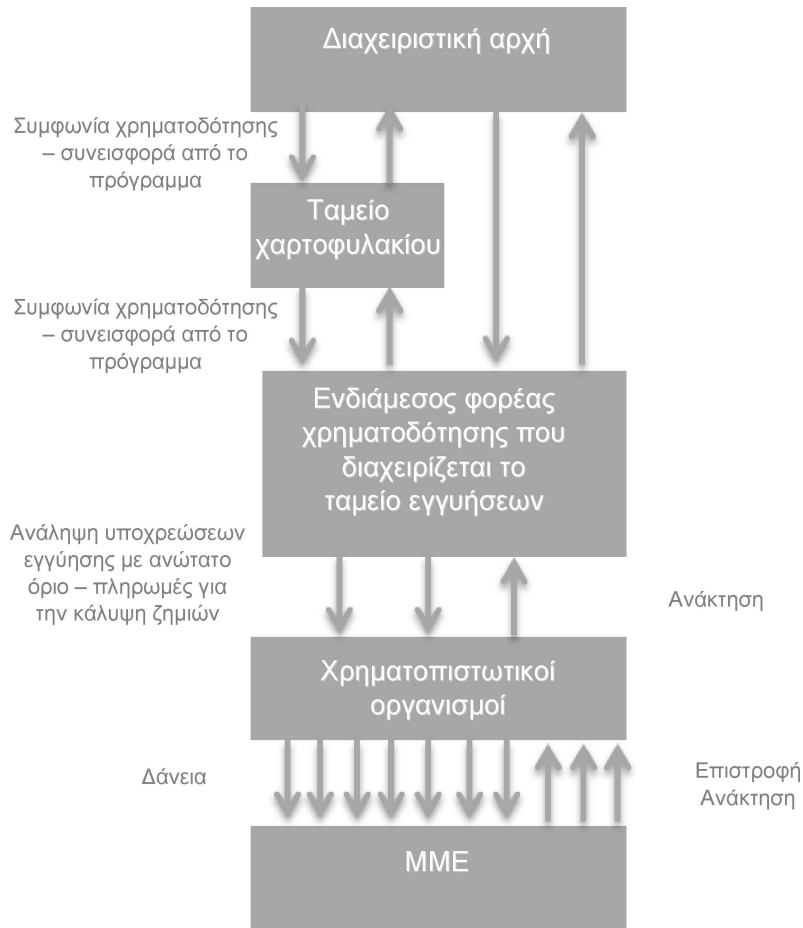 Διαχειριστική αρχή
Συμφωνία χρηματοδότησης
– συνεισφορά από το
πρόγραμμα
Ταμείο
χαρτοφυλακίου
Συμφωνία χρηματοδότησης
– συνεισφορά από το
πρόγραμμα
Ενδιάμεσος φορέας
χρηματοδότησης που
διαχειρίζεται το
ταμείο εγγυήσεων
Ανάληψη υποχρεώσεων
εγγύησης με ανώτατο
όριο – πληρωμές για
την κάλυψη ζημιών
Ανάκτηση
Χρηματοπιστωτικοί
οργανισμοί
Δάνεια
Επιστροφή
Ανάκτηση
ΜΜΕ